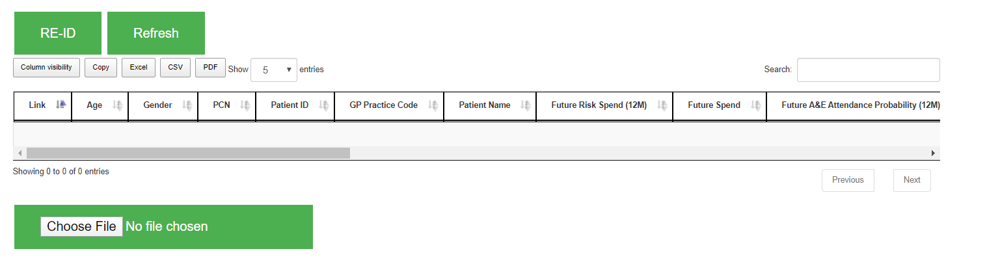 RE-ID Refresh
Column visibility Copy Excel CSV PDF Show 5 entries Search:
Link Age Gender PCN Patient ID GP Practice Code Patient Name Future Risk Spend (12M) Future Spend Future A&E Attendance Probability (12M)
Showing 0 to 0 of 0 entries
Previous Next
Choose File No file chosen